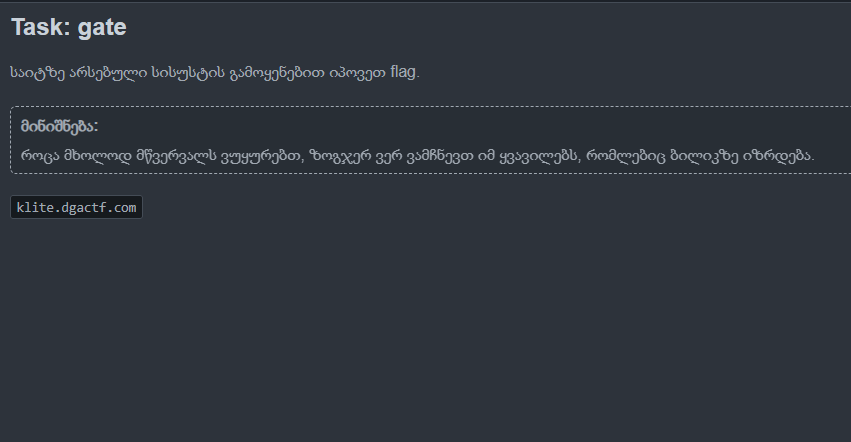 Task: gate
საიტზე არსებული სისუსტის გამოყენებით იპოვეთ flag.
მინიშნება:
როცა მხოლოდ მწვერვალს ვუყურებთ, ზოგჯერ ვერ ვამჩნევთ იმ ყვავილებს, რომლებიც ბილიკზე იზრდება.
klite.dgactf.com